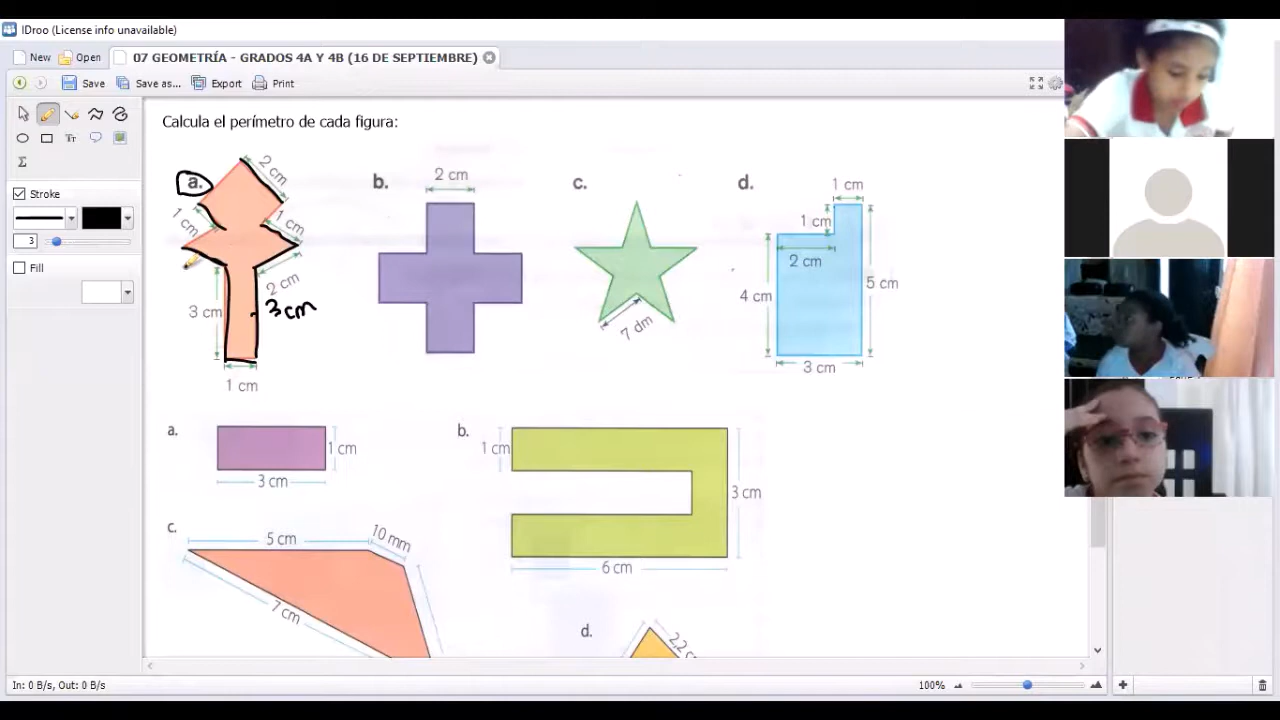 IDroo (License info unavailable)
New Open 07 GEOMETRÍA - GRADOS 4A Y 4B (16 DE SEPTIEMPRE)
Save Save as... Export Print
Calcula el perímetro de cada figura:
Stroke
3
Fill
a.
2 cm
1 cm
1 cm
2 cm
3 cm
3 cm
1 cm
b.
2 cm
c.
7 dm
d.
1 cm
1 cm
2 cm
4 cm
5 cm
3 cm
a.
1 cm
3 cm
b.
1 cm
3 cm
6 cm
c.
5 cm
10 mm
7 cm
d.
In: 0 B/s, Out: 0 B/s
100%